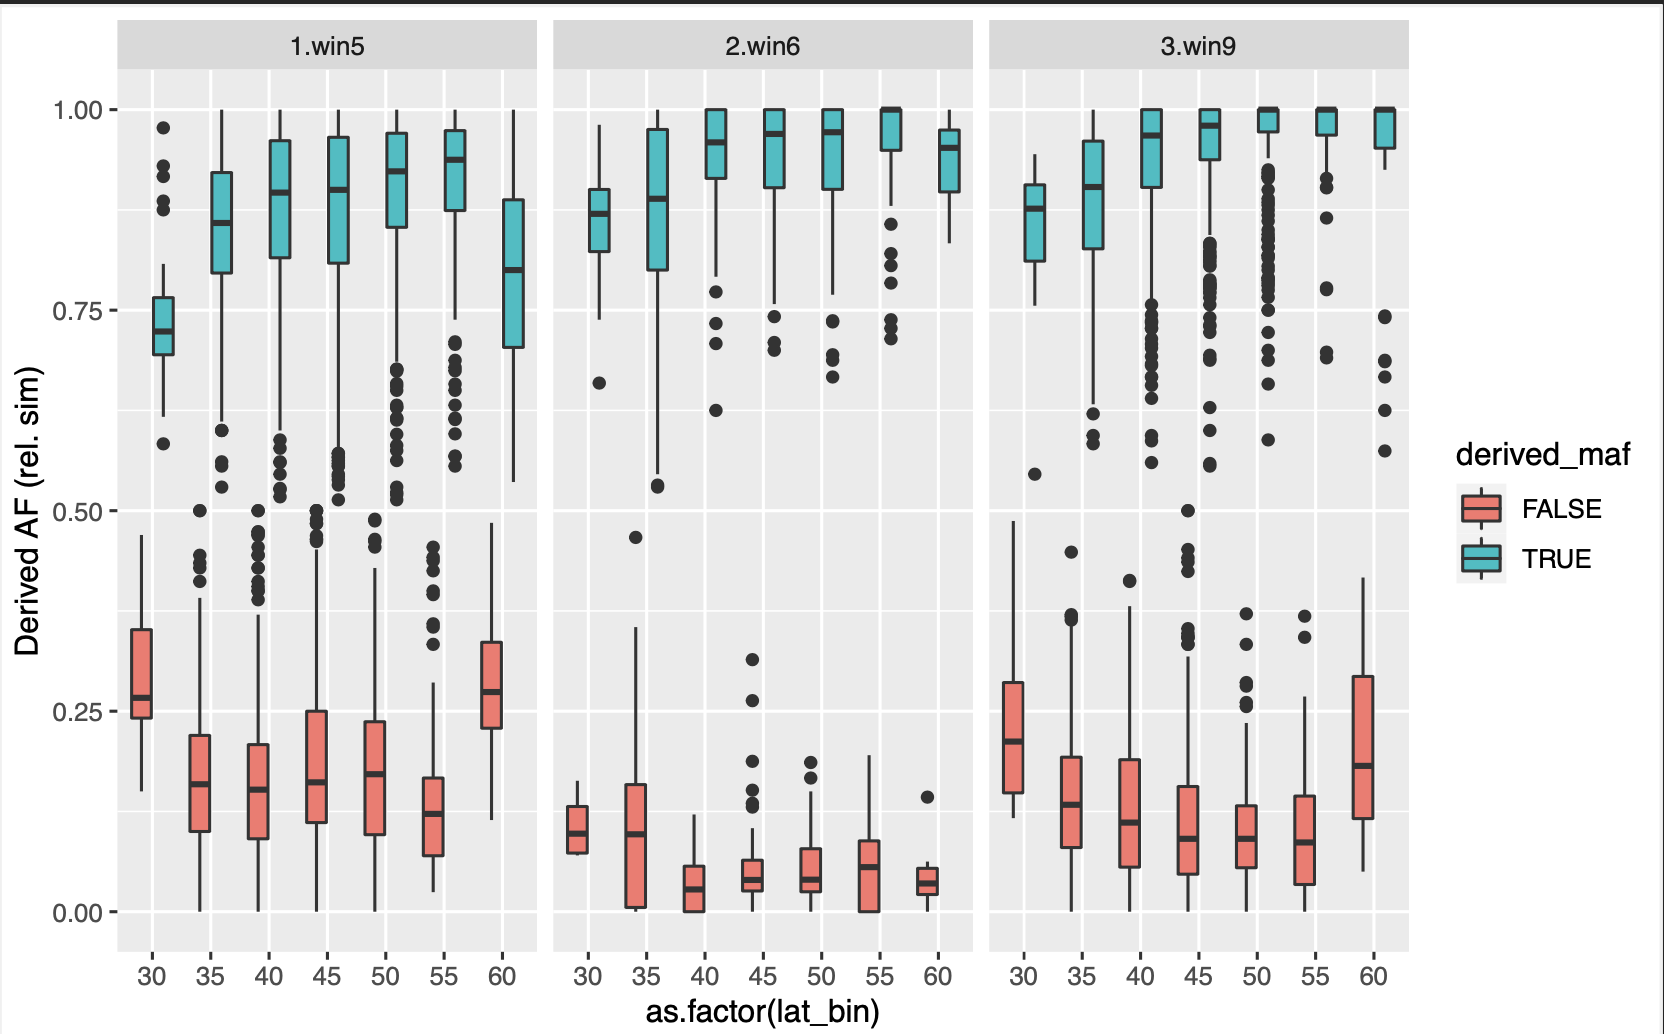 1.win5 2.win6 3.win9
1.00
0.75
0.50
0.25
0.00
Derived AF (rel. sim)
30 35 40 45 50 55 60 30 35 40 45 50 55 60 30 35 40 45 50 55 60
as.factor(lat_bin)
derived_maf
FALSE
TRUE